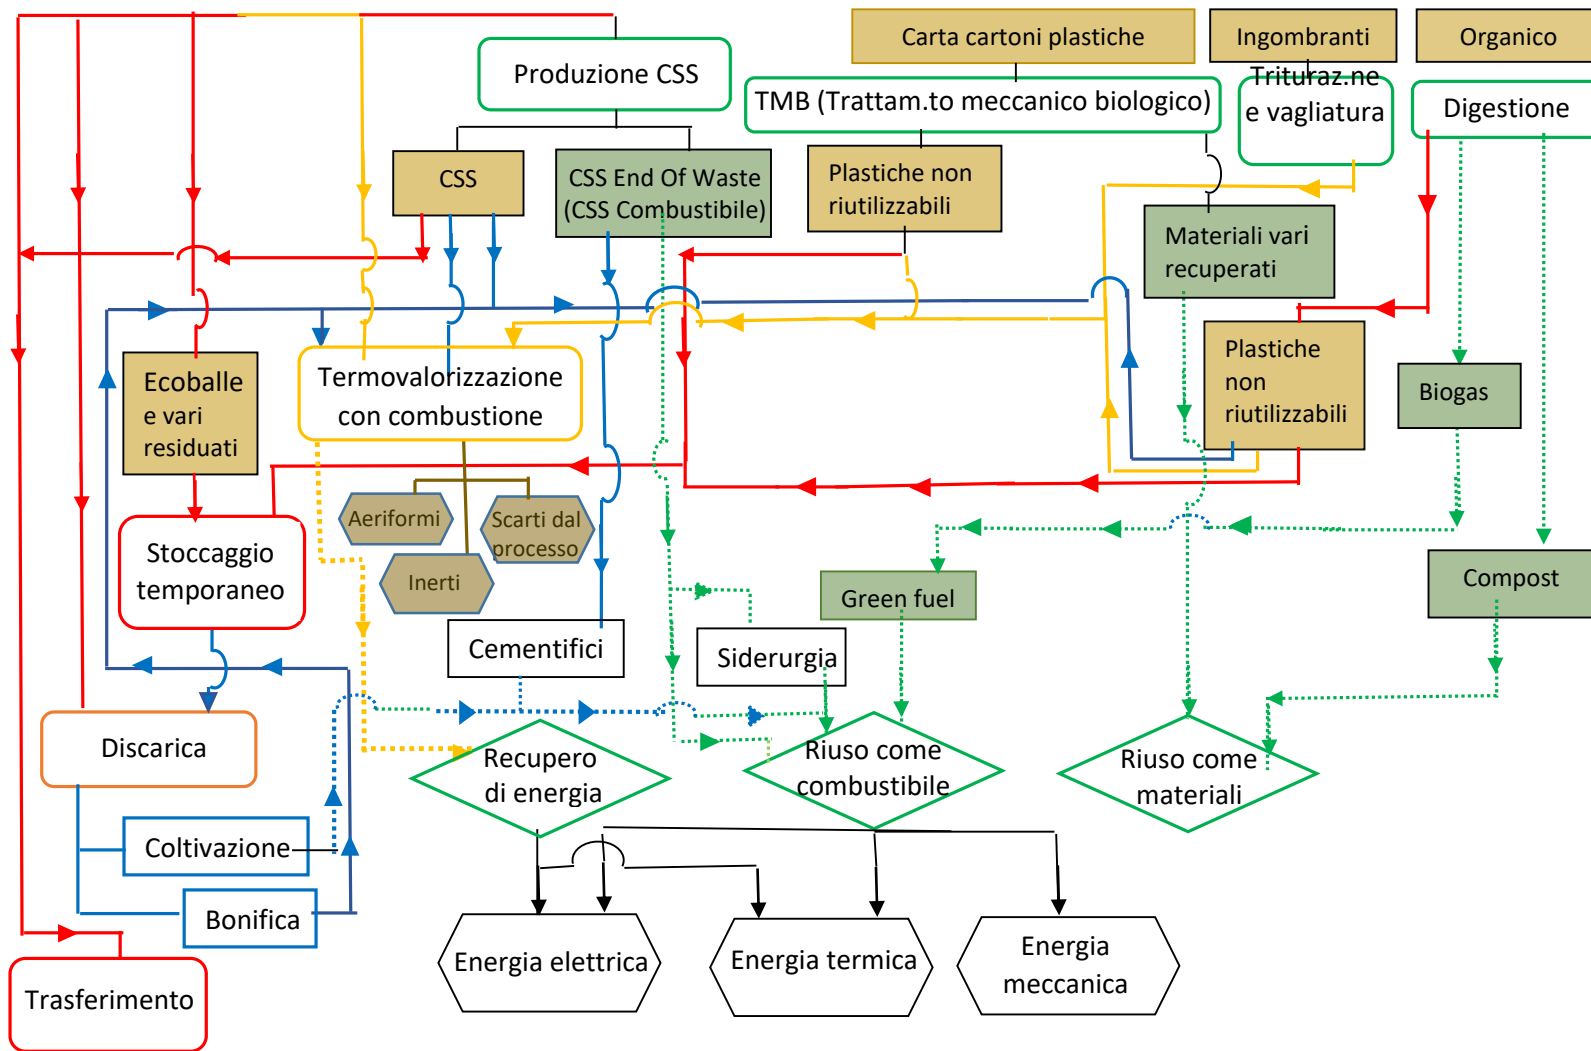 Carta cartoni plastiche
Ingombranti
Organico
Produzione CSS
TMB (Trattam.to meccanico biologico)
Trituraz.ne
e vagliatura
Digestione
CSS
CSS End Of Waste
(CSS Combustibile)
Plastiche non
riutilizzabili
Materiali vari
recuperati
Ecoballe
e vari
residuati
Termovalorizzazione
con combustione
Plastiche
non
riutilizzabili
Biogas
Aeriformi
Scarti dal
processo
Inerti
Stoccaggio
temporaneo
Green fuel
Compost
Cementifici
Siderurgia
Discarica
Recupero
di energia
Riuso come
combustibile
Riuso come
materiali
Coltivazione
Bonifica
Energia elettrica
Energia termica
Energia
meccanica
Trasferimento